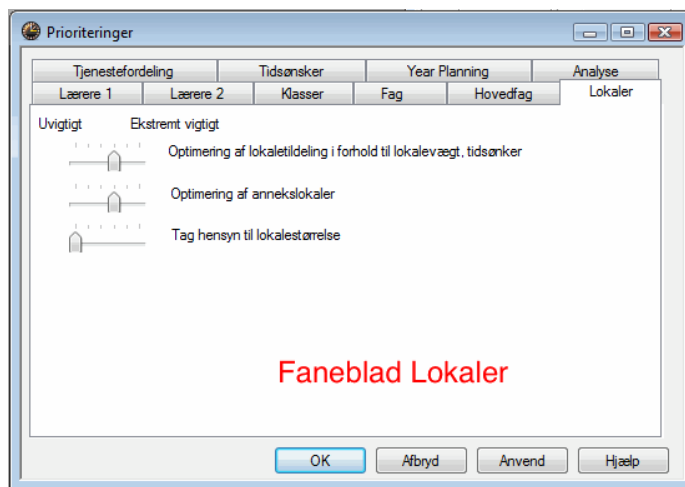 Prioriteringer
Tjenestefordeling Tidsønsker Year Planning Analyse
Lærere 1 Lærere 2 Klasser Fag Hovedfag Lokaler
Uvigtigt Ekstremt vigtigt
Optimering af lokaletildeling i forhold til lokalevægt, tidsønker
Optimering af annekslokaler
Tag hensyn til lokalestørrelse
Faneblad Lokaler
OK Afbryd Anvend Hjælp